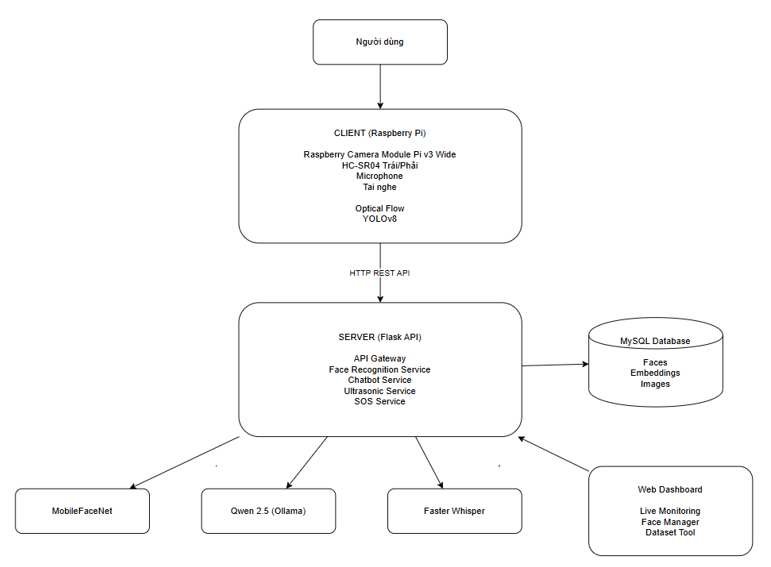 Người dùng
CLIENT (Raspberry Pi)
Raspberry Camera Module Pi v3 Wide
HC-SR04 Trái/Phải
Microphone
Tai nghe
Optical Flow
YOLOv8
HTTP REST API
SERVER (Flask API)
API Gateway
Face Recognition Service
Chatbot Service
Ultrasonic Service
SOS Service
MySQL Database
Faces
Embeddings
Images
MobileFaceNet
Qwen 2.5 (Ollama)
Faster Whisper
Web Dashboard
Live Monitoring
Face Manager
Dataset Tool